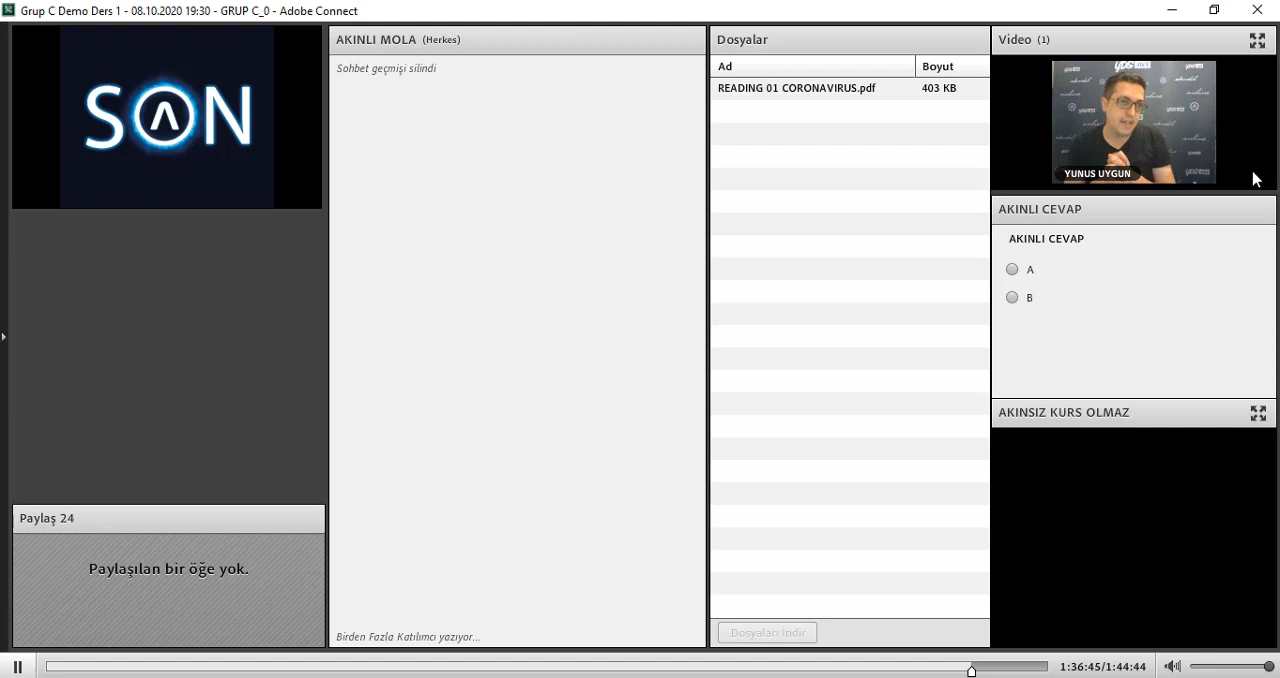 Grup C Demo Ders 1 - 08.10.2020 19:30 - GRUP C_0 - Adobe Connect
SΛN
AKINLI MOLA (Herkes)
Sohbet geçmişi silindi
Birden Fazla Katılımcı yazıyor...
Paylaş 24
Paylaşılan bir öğe yok.
Dosyalar
Ad Boyut
READING 01 CORONAVIRUS.pdf 403 KB
Dosyaları İndir
Video (1)
YUNUS UYGUN
AKINLI CEVAP
AKINLI CEVAP
A
B
AKINSIZ KURS OLMAZ
1:36:45/1:44:44